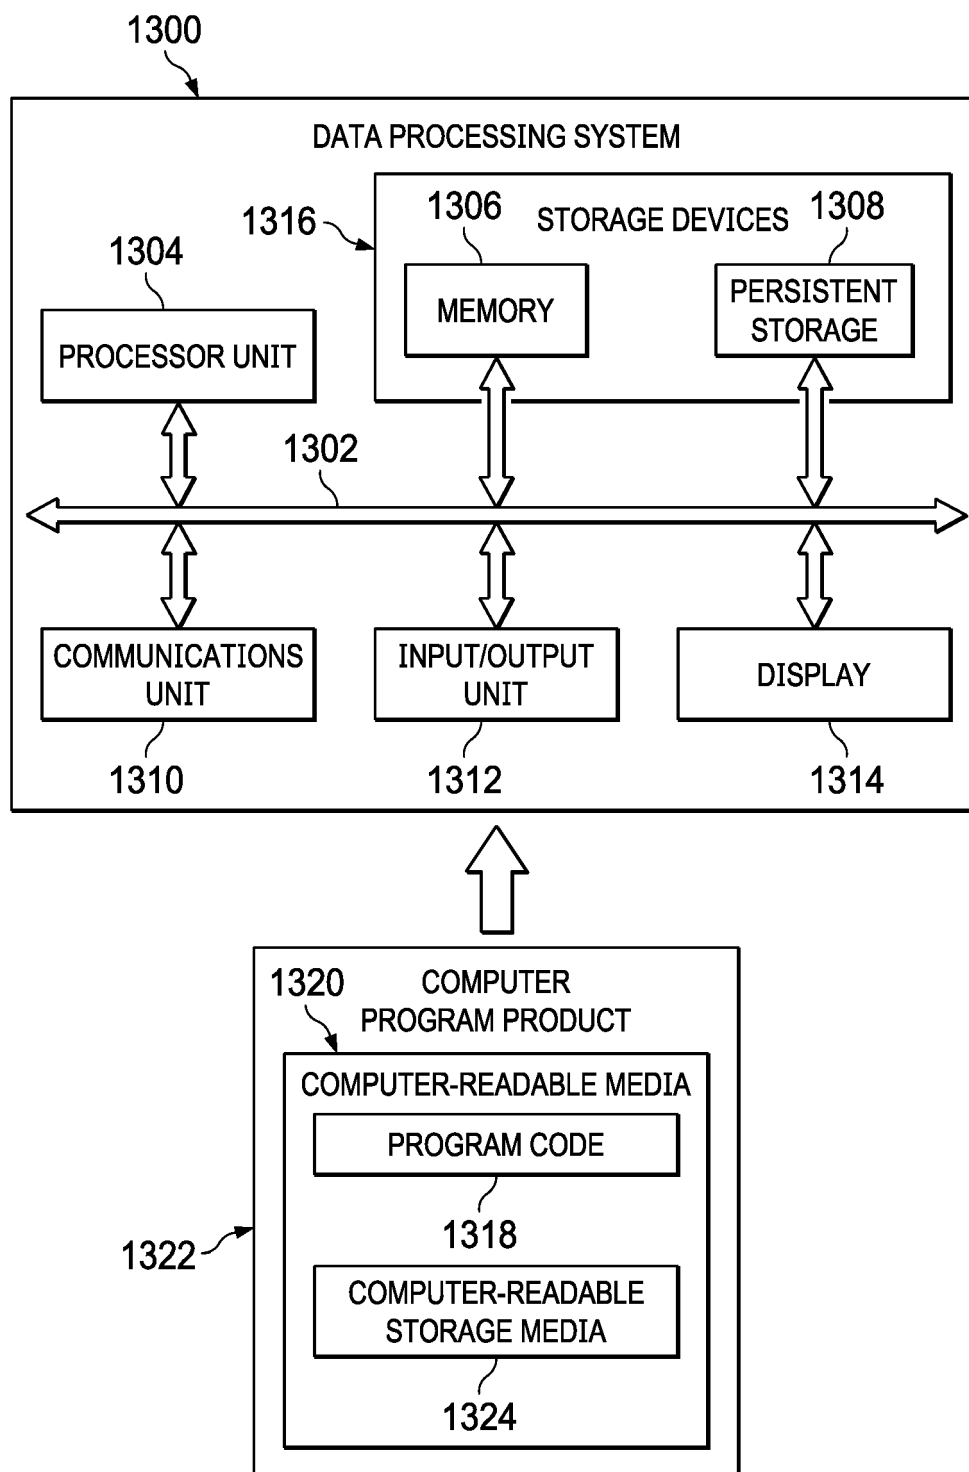 1300
DATA PROCESSING SYSTEM
1316
1306
STORAGE DEVICES
1308
1304
MEMORY
PERSISTENT
STORAGE
PROCESSOR UNIT
1302
COMMUNICATIONS
UNIT
INPUT/OUTPUT
UNIT
DISPLAY
1310
1312
1314
1320
COMPUTER
PROGRAM PRODUCT
COMPUTER-READABLE MEDIA
PROGRAM CODE
1318
1322
COMPUTER-READABLE
STORAGE MEDIA
1324